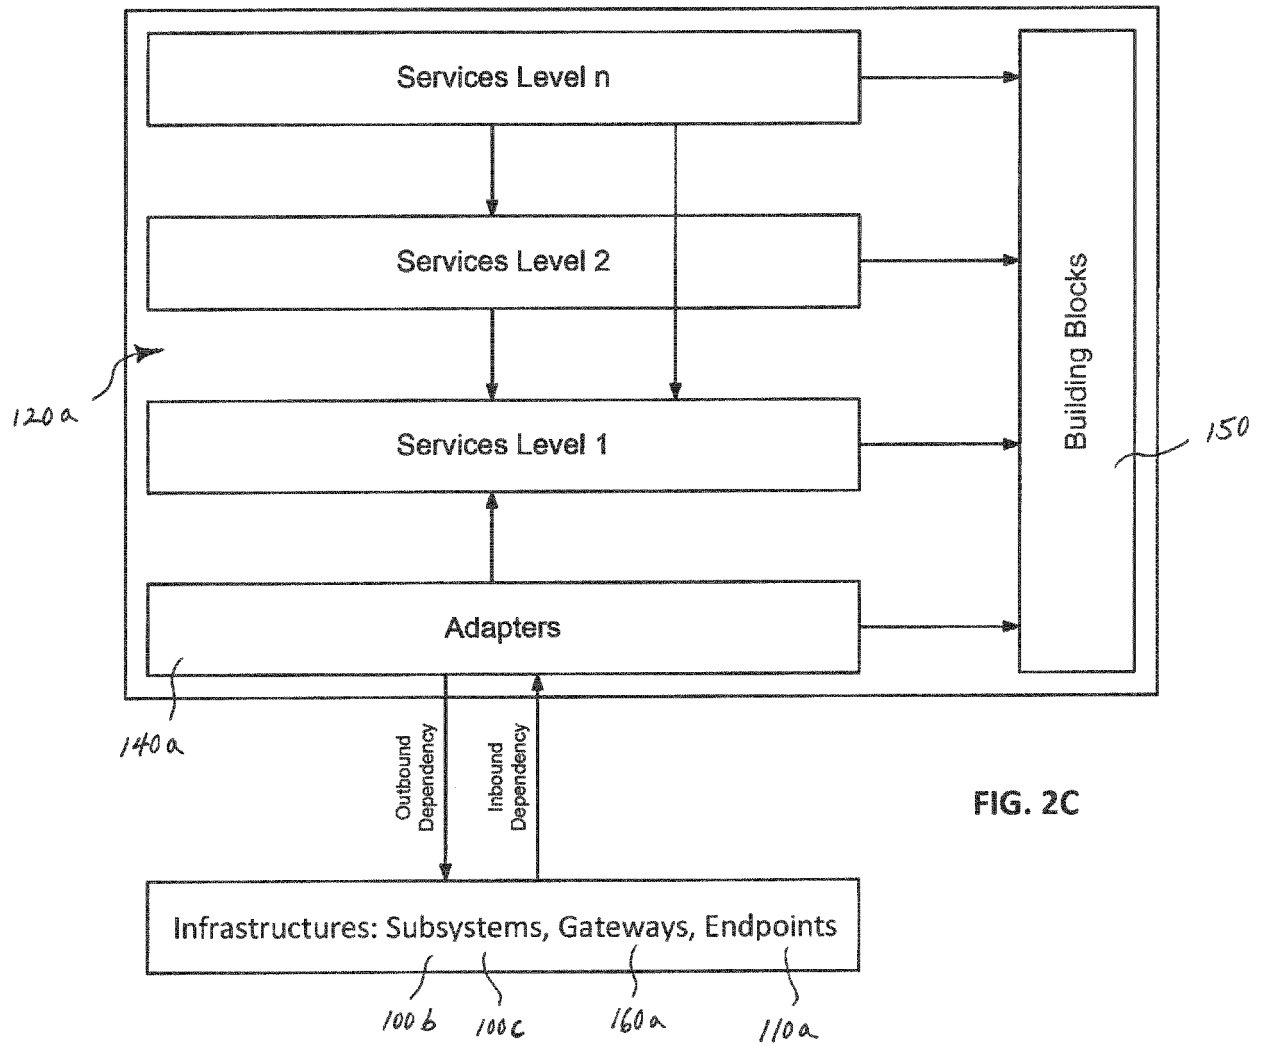 Services Level n
Services Level 2
Building Blocks
120a
Services Level 1
150
Adapters
140a
Outbound
Dependency
Inbound
Dependency
FIG. 2C
Infrastructures: Subsystems, Gateways, Endpoints
100b
100c
160a
110a